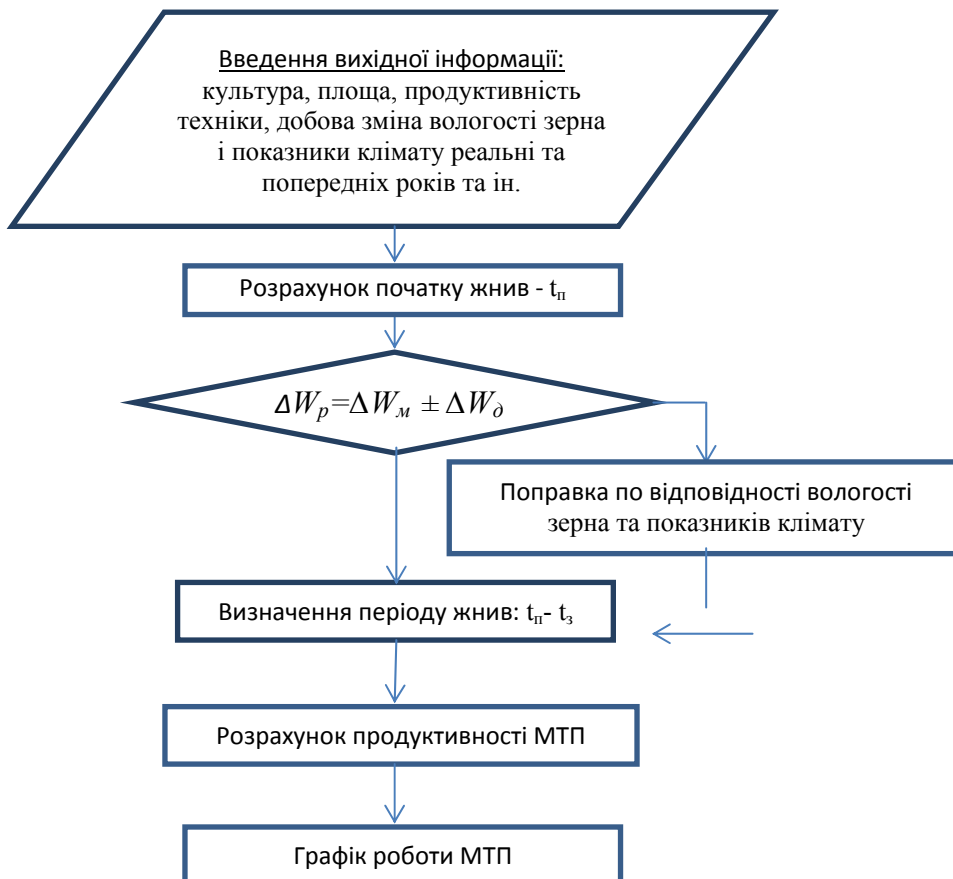 Введення вихідної інформації:
культура, площа, продуктивність
техніки, добова зміна вологості зерна
і показники клімату реальні та
попередніх років та ін.
Розрахунок початку жнив - tп
ΔWр=ΔWм ± ΔWд
Поправка по відповідності вологості
зерна та показників клімату
Визначення періоду жнив: tп- tз
Розрахунок продуктивності МТП
Графік роботи МТП